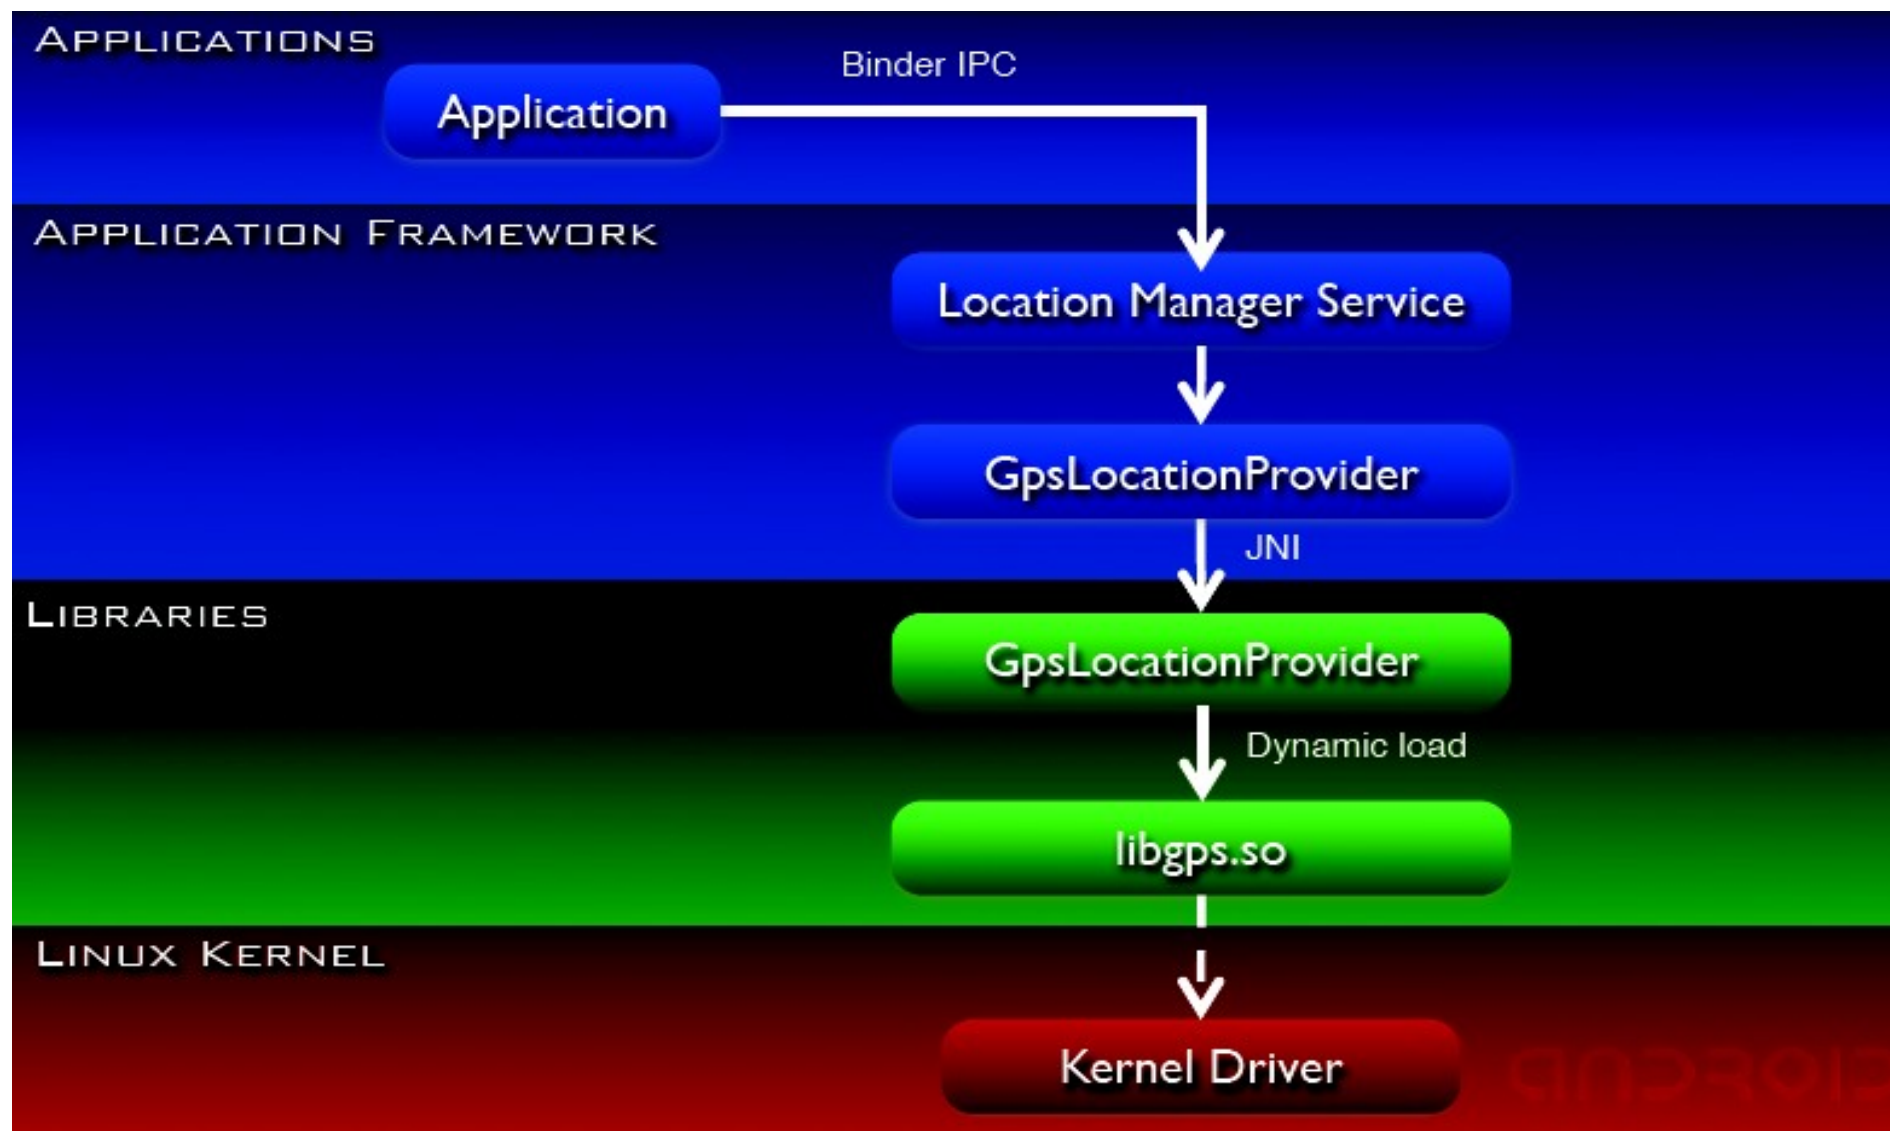 APPLICATIONS
Binder IPC
Application
APPLICATION FRAMEWORK
Location Manager Service
GpsLocationProvider
JNI
LIBRARIES
GpsLocationProvider
Dynamic load
libgps.so
LINUX KERNEL
Kernel Driver
ANDROID